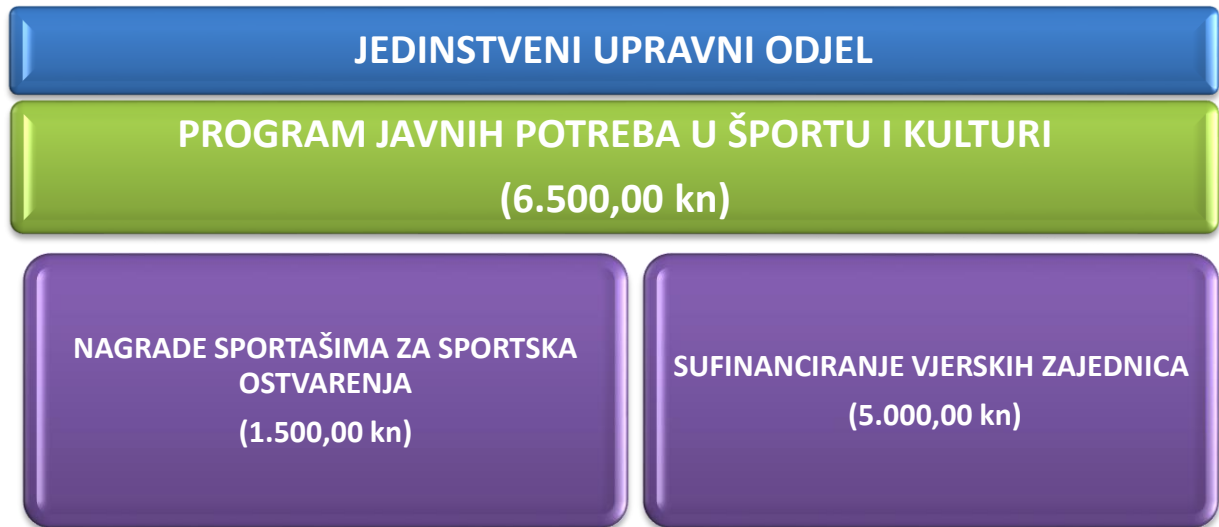 JEDINSTVENI UPRAVNI ODJEL
PROGRAM JAVNIH POTREBA U ŠPORTU I KULTURI
(6.500,00 kn)
NAGRADE SPORTAŠIMA ZA SPORTSKA
OSTVARENJA
(1.500,00 kn)
SUFINANCIRANJE VJERSKIH ZAJEDNICA
(5.000,00 kn)